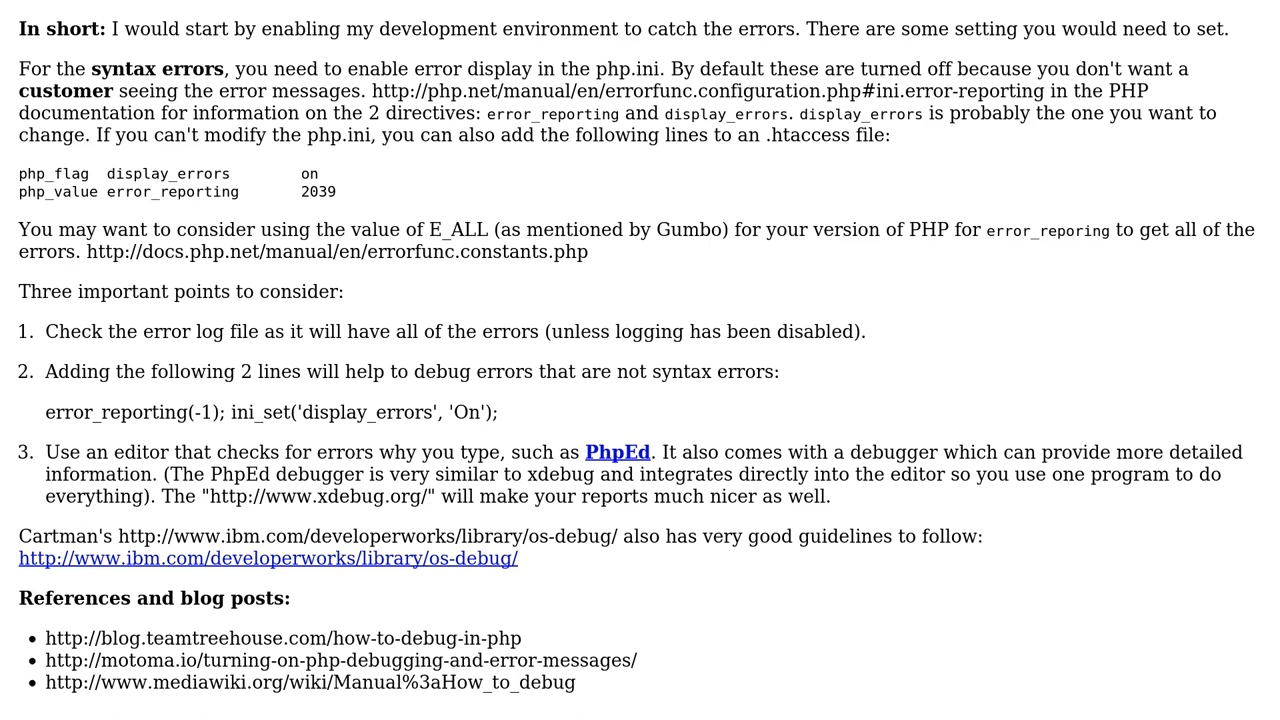 In short: I would start by enabling my development environment to catch the errors. There are some setting you would need to set.
For the syntax errors, you need to enable error display in the php.ini. By default these are turned off because you don't want a
customer seeing the error messages. http://php.net/manual/en/errorfunc.configuration.php#ini.error-reporting in the PHP
documentation for information on the 2 directives: error_reporting and display_errors. display_errors is probably the one you want to
change. If you can't modify the php.ini, you can also add the following lines to an .htaccess file:
php_flag  display_errors        on
php_value error_reporting       2039
You may want to consider using the value of E_ALL (as mentioned by Gumbo) for your version of PHP for error_reporing to get all of the
errors. http://docs.php.net/manual/en/errorfunc.constants.php
Three important points to consider:
1. Check the error log file as it will have all of the errors (unless logging has been disabled).
2. Adding the following 2 lines will help to debug errors that are not syntax errors:
error_reporting(-1); ini_set('display_errors', 'On');
3. Use an editor that checks for errors why you type, such as PhpEd. It also comes with a debugger which can provide more detailed
information. (The PhpEd debugger is very similar to xdebug and integrates directly into the editor so you use one program to do
everything). The "http://www.xdebug.org/" will make your reports much nicer as well.
Cartman's http://www.ibm.com/developerworks/library/os-debug/ also has very good guidelines to follow:
http://www.ibm.com/developerworks/library/os-debug/
References and blog posts:
• http://blog.teamtreehouse.com/how-to-debug-in-php
• http://motoma.io/turning-on-php-debugging-and-error-messages/
• http://www.mediawiki.org/wiki/Manual%3aHow_to_debug